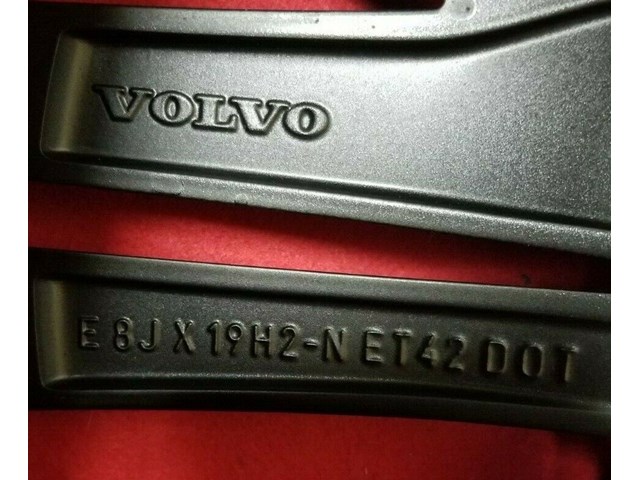 VOLVO
E 8J X 19H2-N ET42 DOT